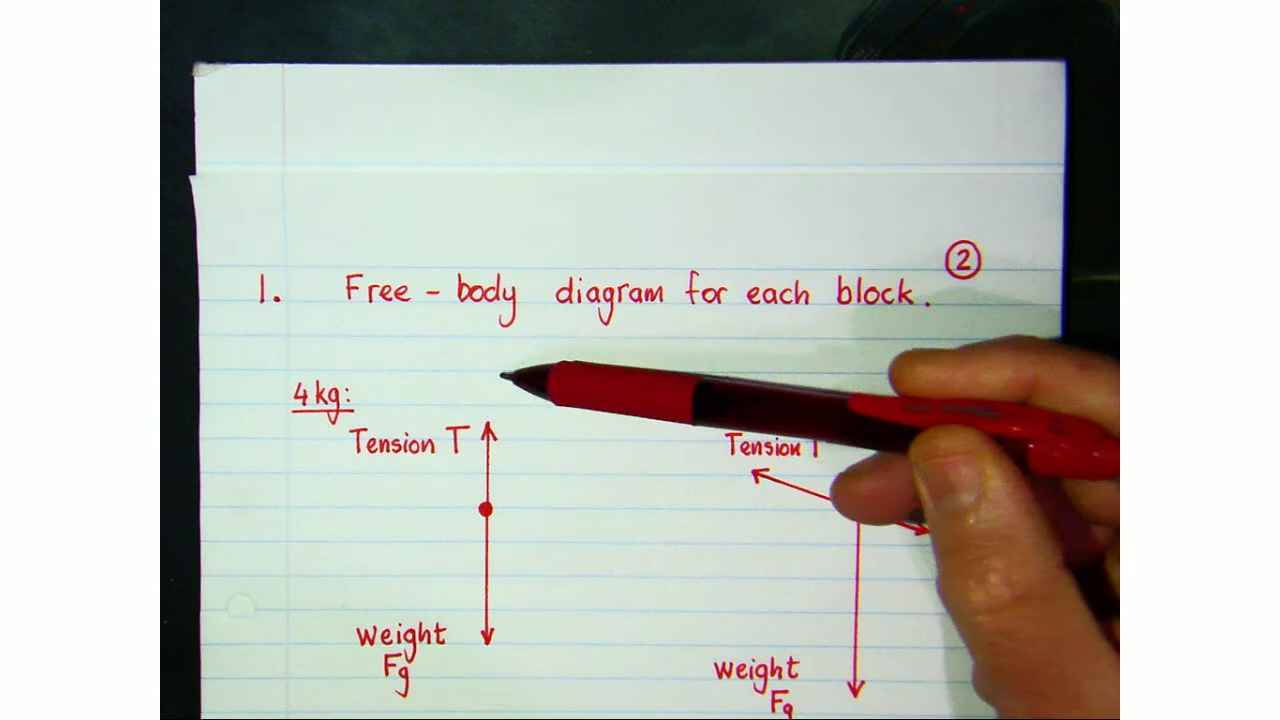 ②
1. Free - body diagram for each block.
4 kg:
Tension T
Tension T
weight
Fg
weight
Fg